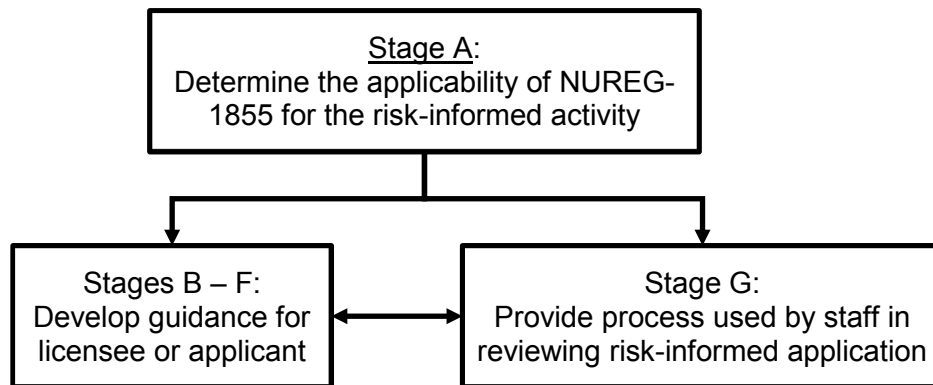 Stage A:
Determine the applicability of NUREG-
1855 for the risk-informed activity
Stages B – F:
Develop guidance for
licensee or applicant
Stage G:
Provide process used by staff in
reviewing risk-informed application